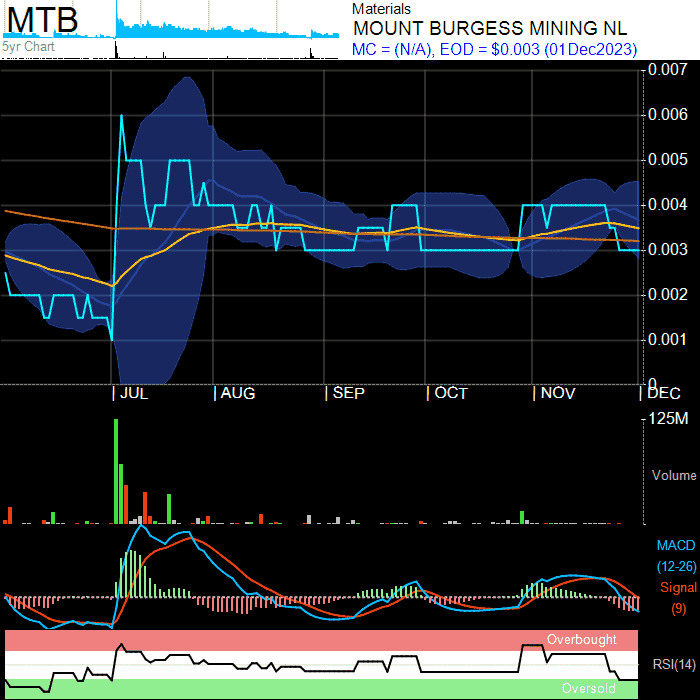 MTB
5yr Chart
Materials
MOUNT BURGESS MINING NL
MC = (N/A), EOD = $0.003 (01Dec2023)
0.007
0.006
0.005
0.004
0.003
0.002
0.001
0
JUL AUG SEP OCT NOV DEC
125M
Volume
MACD
(12-26)
Signal
(9)
Overbought
RSI(14)
Oversold